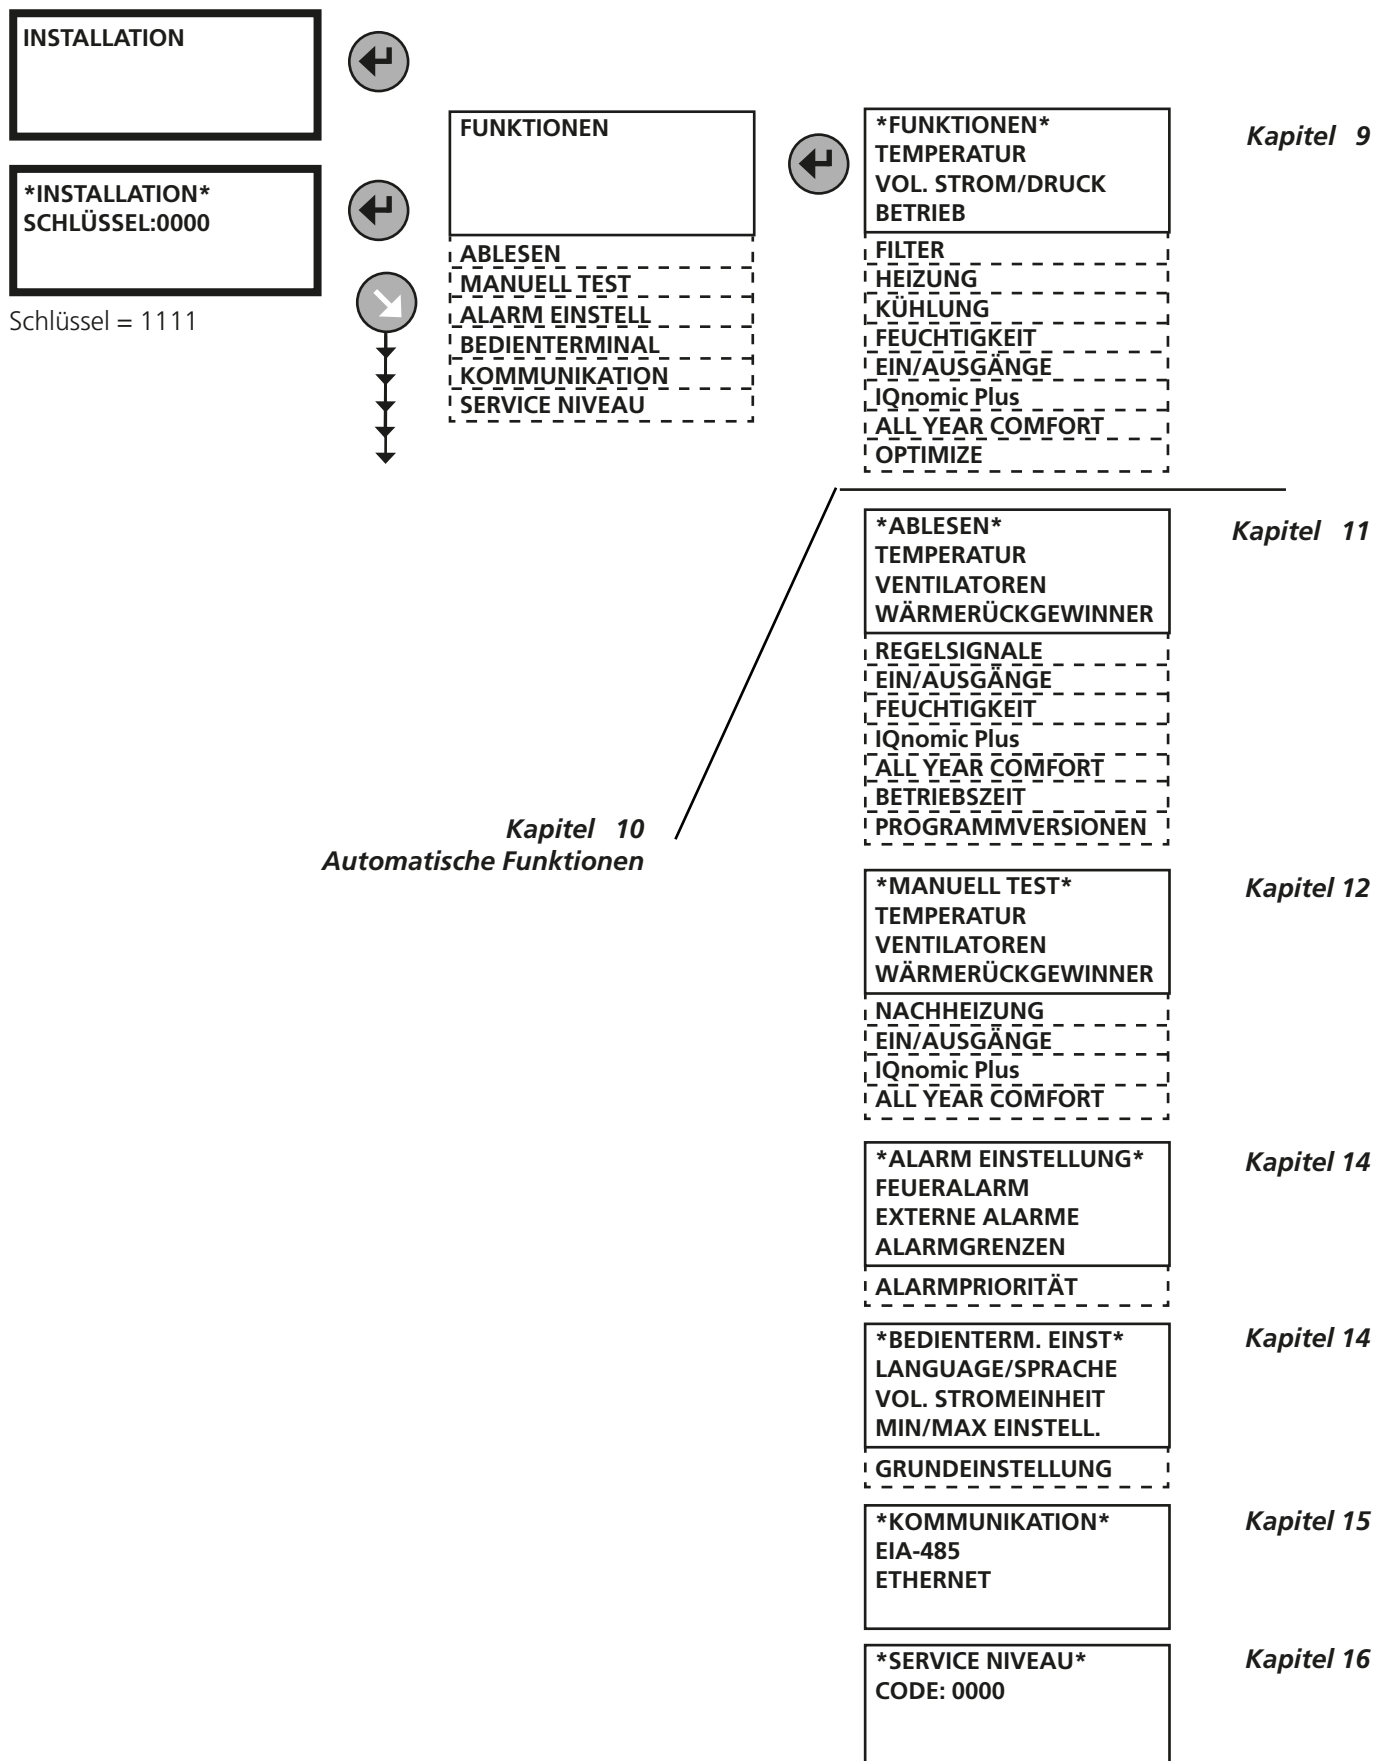 INSTALLATION
*INSTALLATION*
SCHLÜSSEL:0000
Schlüssel = 1111
FUNKTIONEN
ABLESEN
MANUELL TEST
ALARM EINSTELL
BEDIENTERMINAL
KOMMUNIKATION
SERVICE NIVEAU
*FUNKTIONEN*
TEMPERATUR
VOL. STROM/DRUCK
BETRIEB
FILTER
HEIZUNG
KÜHLUNG
FEUCHTIGKEIT
EIN/AUSGÄNGE
IQnomic Plus
ALL YEAR COMFORT
OPTIMIZE
Kapitel 9
Kapitel 10
Automatische Funktionen
*ABLESEN*
TEMPERATUR
VENTILATOREN
WÄRMERÜCKGEWINNER
REGELSIGNALE
EIN/AUSGÄNGE
FEUCHTIGKEIT
IQnomic Plus
ALL YEAR COMFORT
BETRIEBSZEIT
PROGRAMMVERSIONEN
Kapitel 11
*MANUELL TEST*
TEMPERATUR
VENTILATOREN
WÄRMERÜCKGEWINNER
NACHHEIZUNG
EIN/AUSGÄNGE
IQnomic Plus
ALL YEAR COMFORT
Kapitel 12
*ALARM EINSTELLUNG*
FEUERALARM
EXTERNE ALARME
ALARMGRENZEN
ALARMPRIORITÄT
Kapitel 14
*BEDIENTERM. EINST*
LANGUAGE/SPRACHE
VOL. STROMEINHEIT
MIN/MAX EINSTELL.
GRUNDEINSTELLUNG
Kapitel 14
*KOMMUNIKATION*
EIA-485
ETHERNET
Kapitel 15
*SERVICE NIVEAU*
CODE: 0000
Kapitel 16